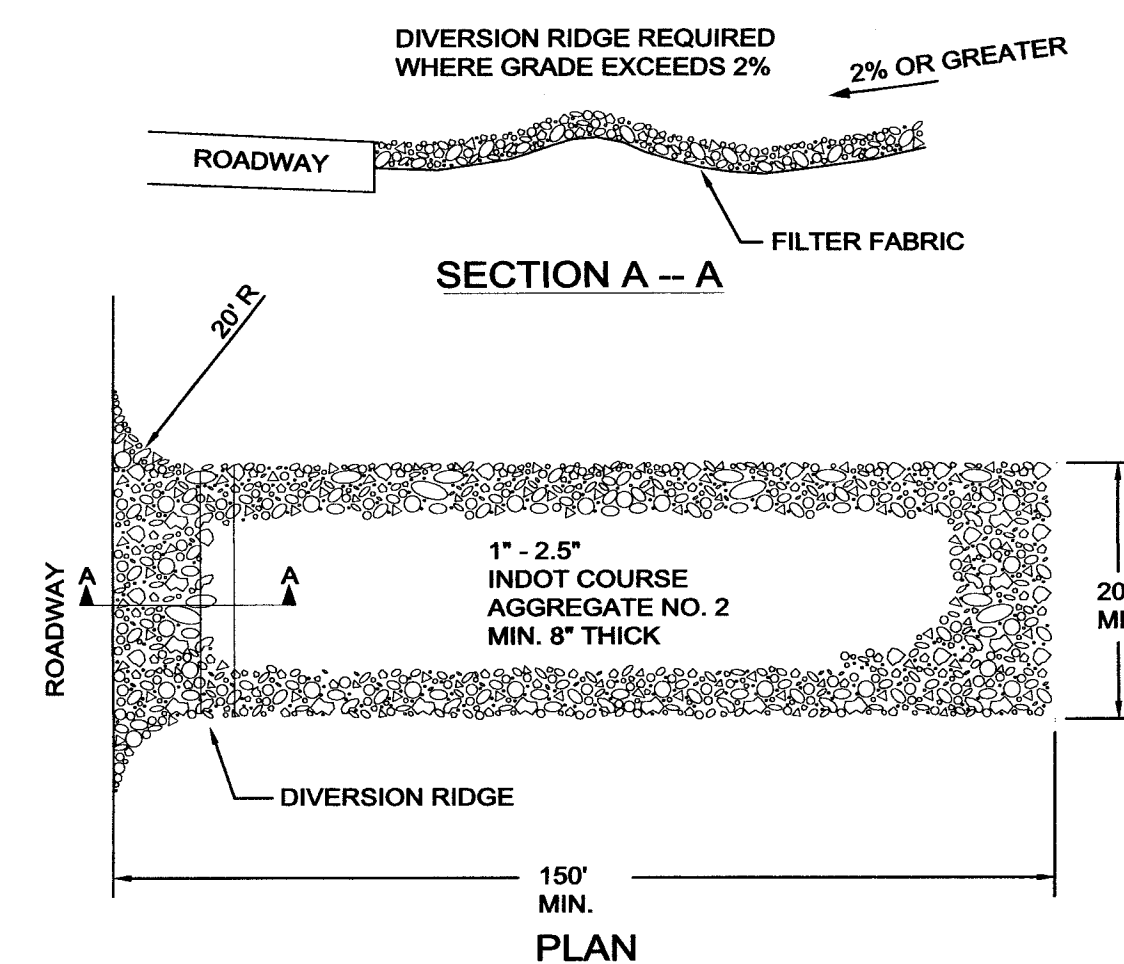 DIVERSION RIDGE REQUIRED
WHERE GRADE EXCEEDS 2%
2% OR GREATER
ROADWAY
FILTER FABRIC
SECTION A -- A
20' R
1" - 2.5"
INDOT COURSE
AGGREGATE NO. 2
MIN. 8" THICK
ROADWAY
A
A
20
DIVERSION RIDGE
150'
MIN.
PLAN